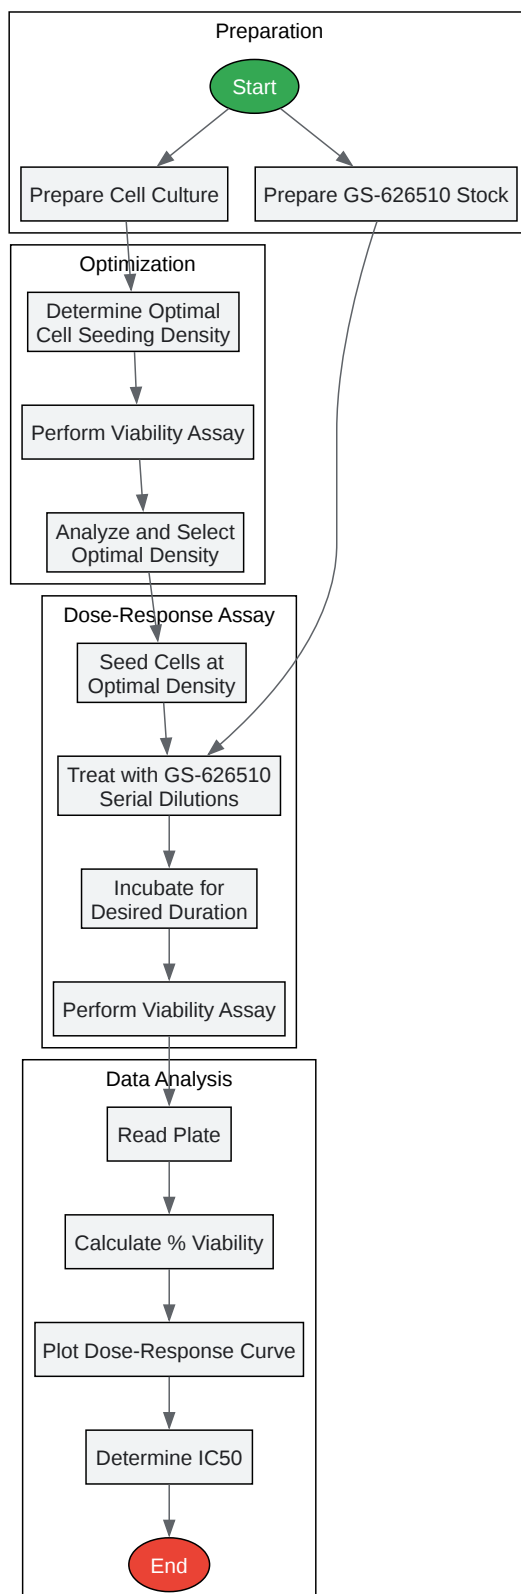 Preparation
Start
Prepare Cell Culture
Prepare GS-626510 Stock
Optimization
Determine Optimal
Cell Seeding Density
Perform Viability Assay
Analyze and Select
Optimal Density
Dose-Response Assay
Seed Cells at
Optimal Density
Treat with GS-626510
Serial Dilutions
Incubate for
Desired Duration
Perform Viability Assay
Data Analysis
Read Plate
Calculate % Viability
Plot Dose-Response Curve
Determine IC50
End